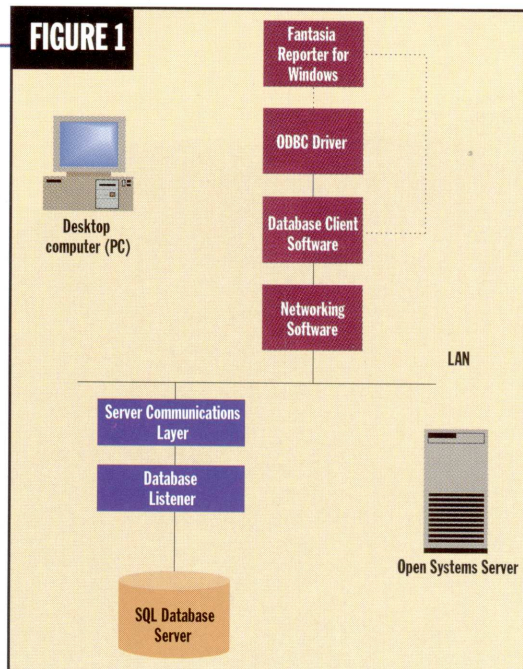 FIGURE 1
Fantasia
Reporter for
Windows
ODBC Driver
Desktop
computer (PC)
Database Client
Software
Networking
Software
LAN
Server Communications
Layer
Database
Listener
Open Systems Server
SQL Database
Server